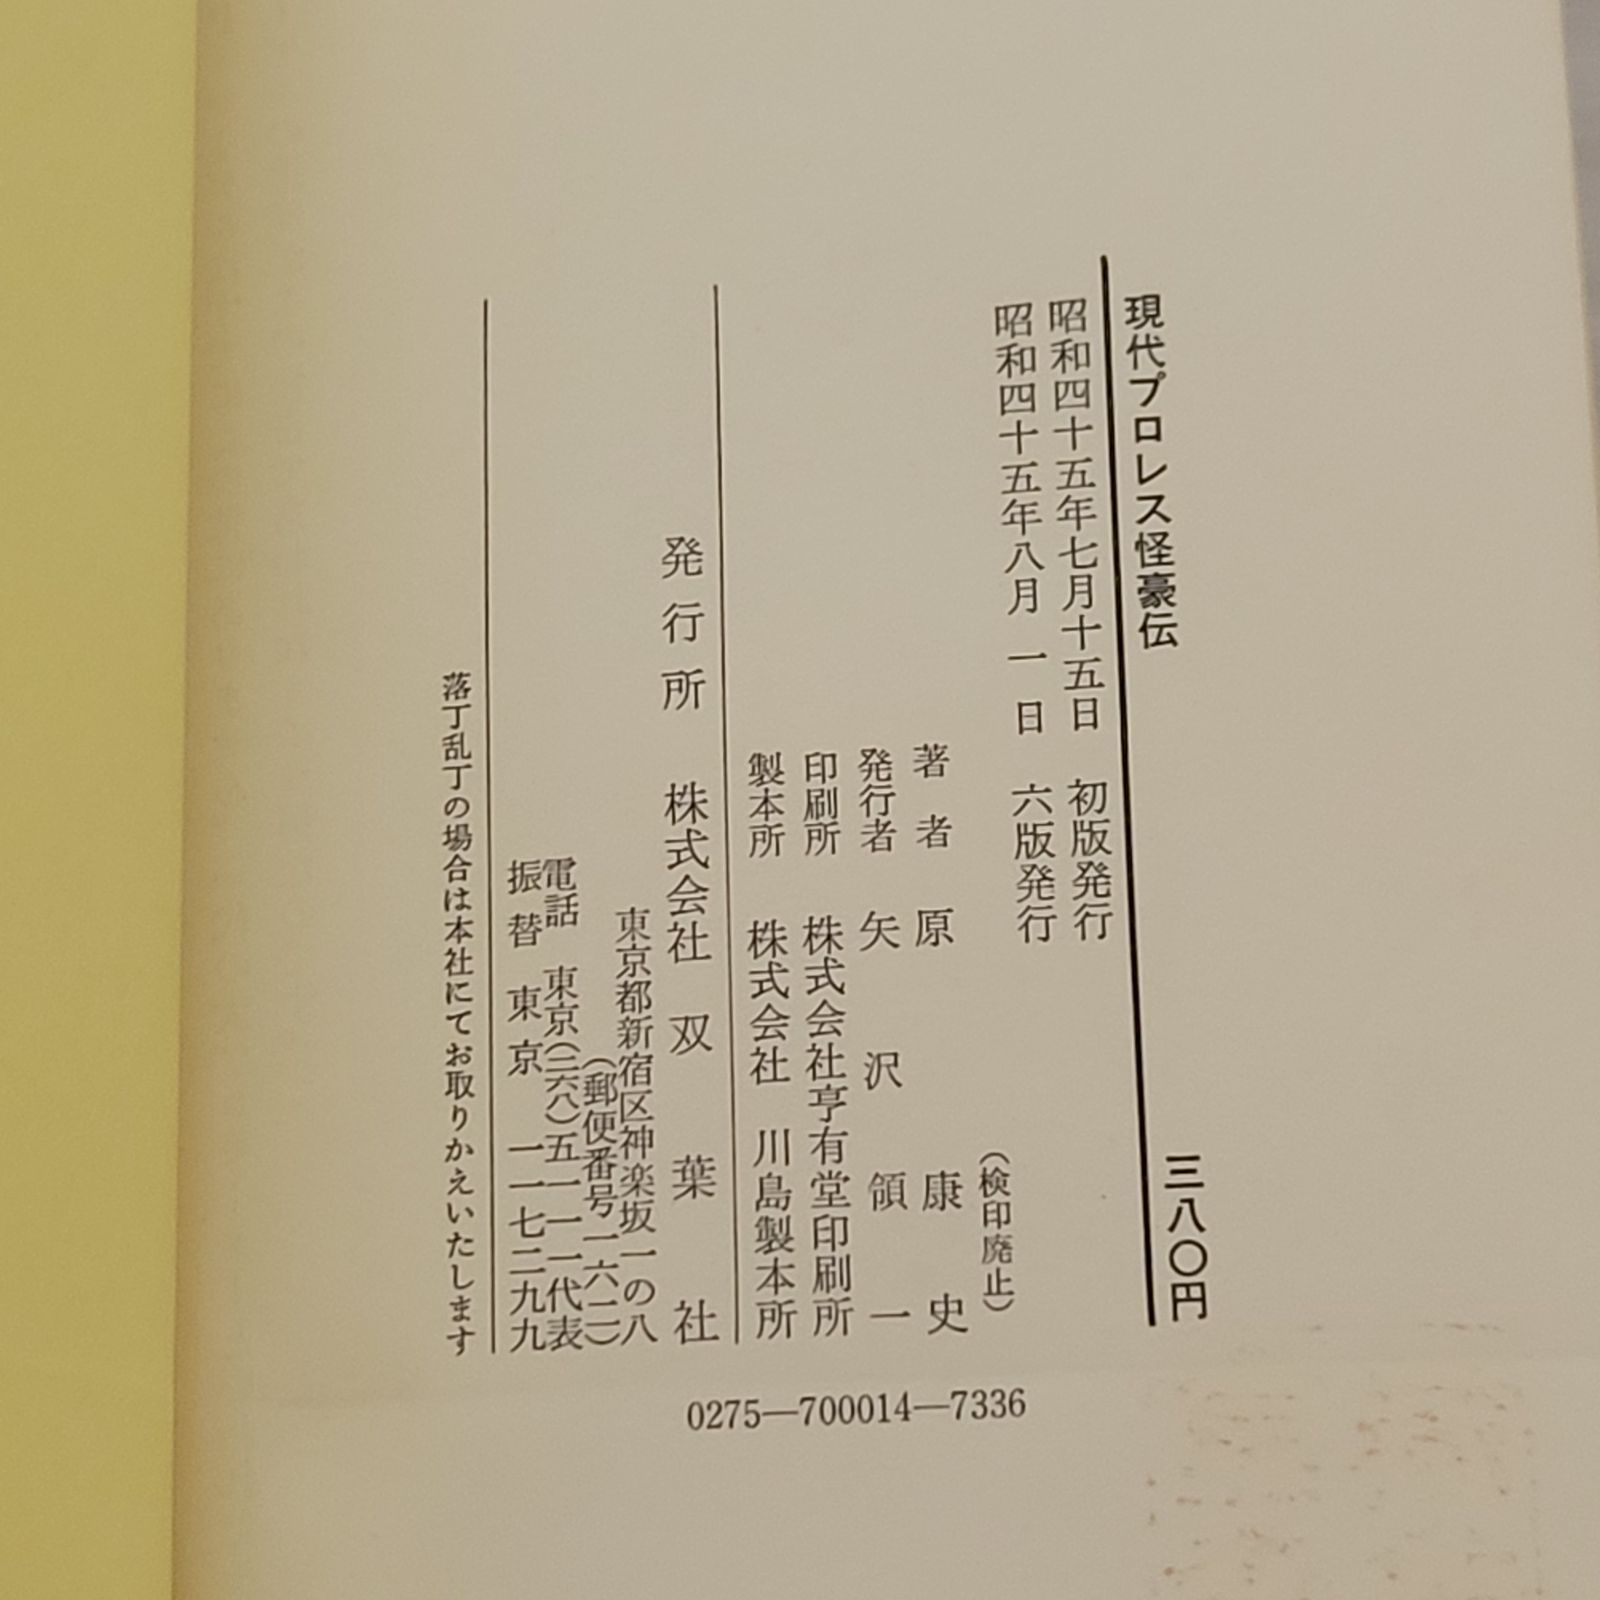 現代プロレス怪豪伝
三八〇円
昭和四十五年七月十五日 初版発行
昭和四十五年八月一日 六版発行
(検印廃止)
著者 原康史
発行者 矢沢領一
印刷所 株式会社亨有堂印刷所
製本所 株式会社 川島製本所
発行所 株式会社 双葉社
東京都新宿区神楽坂一の八
(郵便番号一六二)
電話 東京(二六八)五一一一代表
振替 東京 一一七二九九
落丁乱丁の場合は本社にてお取りかえいたします
0275—700014—7336